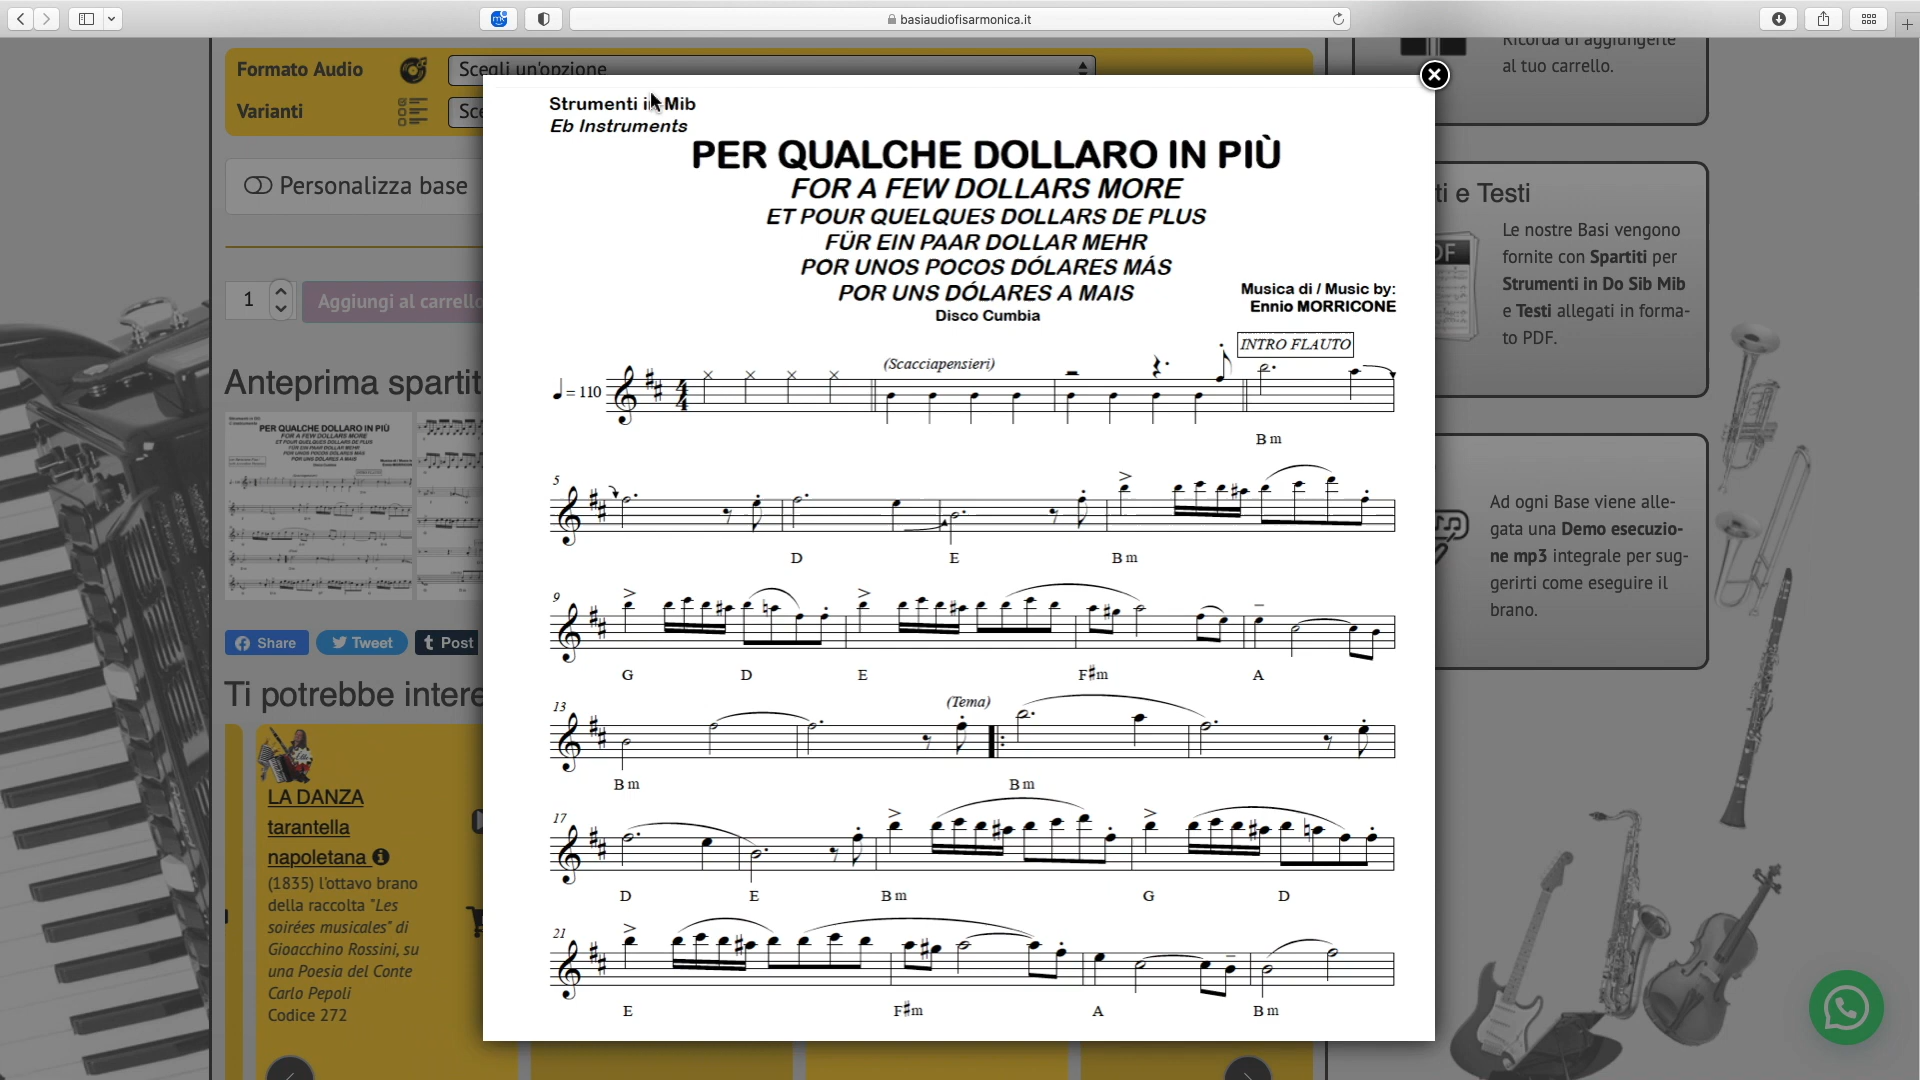 basiaudiofisarmonica.it
Formato Audio
Scegli un'opzione
Varianti
Personalizza base
1
Aggiungi al carrello
Anteprima spartit
Share
Tweet
Post
Ti potrebbe intere
LA DANZA
tarantella
napoletana
(1835) l'ottavo brano
della raccolta "Les
soirées musicales" di
Gioacchino Rossini, su
una Poesia del Conte
Carlo Pepoli
Codice 272
Strumenti in Mib
Eb Instruments
PER QUALCHE DOLLARO IN PIÙ
FOR A FEW DOLLARS MORE
ET POUR QUELQUES DOLLARS DE PLUS
FÜR EIN PAAR DOLLAR MEHR
POR UNOS POCOS DÓLARES MÁS
POR UNS DÓLARES A MAIS
Disco Cumbia
Musica di / Music by:
Ennio MORRICONE
INTRO FLAUTO
(Scacciapensieri)
= 110
4
4
Bm
5
D E Bm
9
G D E F#m A
13
(Tema)
Bm Bm
17
D E Bm G D
21
E F#m A Bm
Ricorda di aggiungerle
al tuo carrello.
ti e Testi
Le nostre Basi vengono
fornite con Spartiti per
Strumenti in Do Sib Mib
e Testi allegati in forma-
to PDF.
Ad ogni Base viene alle-
gata una Demo esecuzio-
ne mp3 integrale per sug-
gerirti come eseguire il
brano.